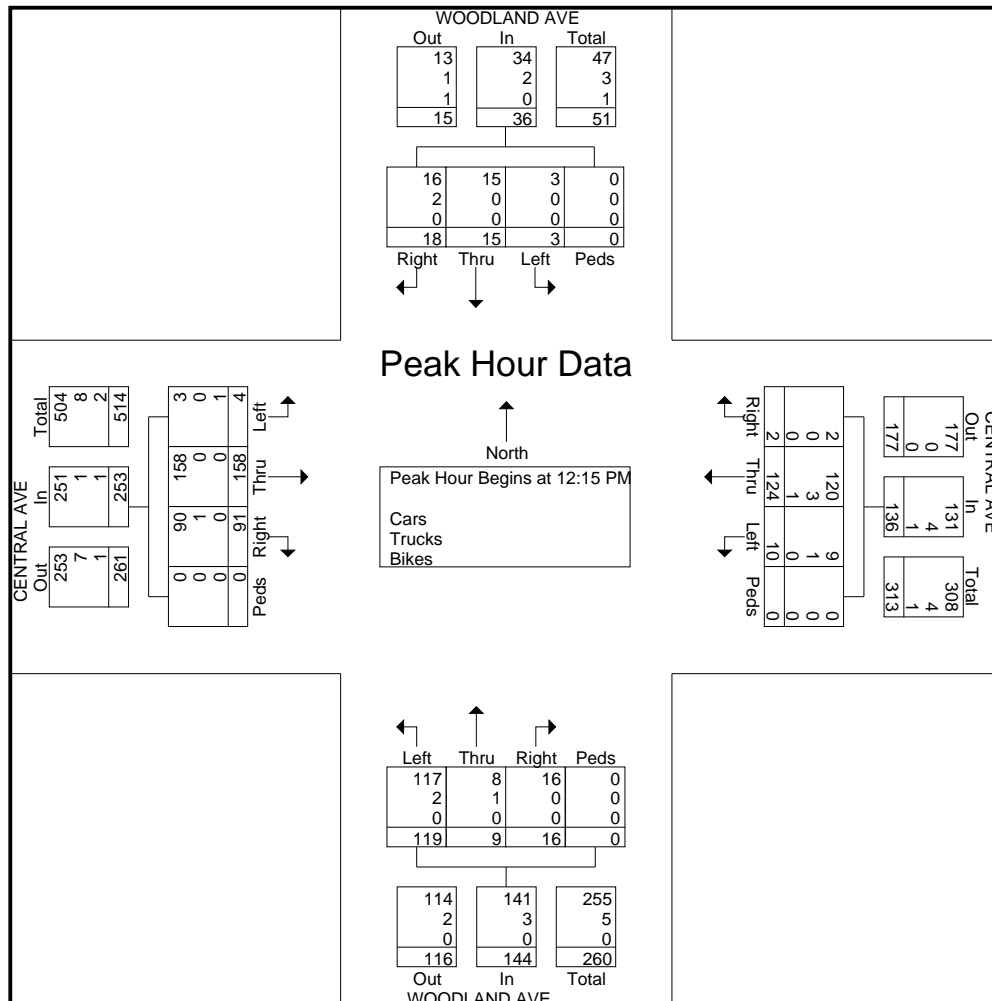 WOODLAND AVE
Out In Total
13 34 47
1 2 3
1 0 1
15 36 51
16 15 3 0
2 0 0 0
0 0 0 0
18 15 3 0
Right Thru Left Peds
Peak Hour Data
North
Peak Hour Begins at 12:15 PM
Cars
Trucks
Bikes
CENTRAL AVE
Out In Total
253 251 504
7 1 8
1 1 2
261 253 514
90 158 3
0 1 0 0
0 0 0 1
0 91 158 4
Peds Right Thru Left
CENTRAL AVE
Out In Total
177 131 308
0 4 4
0 1 1
177 136 313
2 120 9 0
0 3 1 0
0 1 0 0
2 124 10 0
Right Thru Left Peds
Left Thru Right Peds
117 8 16 0
2 1 0 0
0 0 0 0
119 9 16 0
114 141 255
2 3 5
0 0 0
116 144 260
Out In Total
WOODLAND AVE